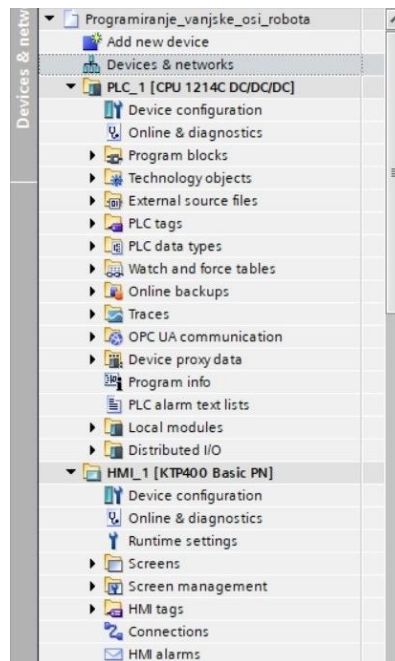 Devices & netw
Programiranje_vanjske_osi_robota
Add new device
Devices & networks
PLC_1 [CPU 1214C DC/DC/DC]
Device configuration
Online & diagnostics
Program blocks
Technology objects
External source files
PLC tags
PLC data types
Watch and force tables
Online backups
Traces
OPC UA communication
Device proxy data
Program info
PLC alarm text lists
Local modules
Distributed I/O
HMI_1 [KTP400 Basic PN]
Device configuration
Online & diagnostics
Runtime settings
Screens
Screen management
HMI tags
Connections
HMI alarms